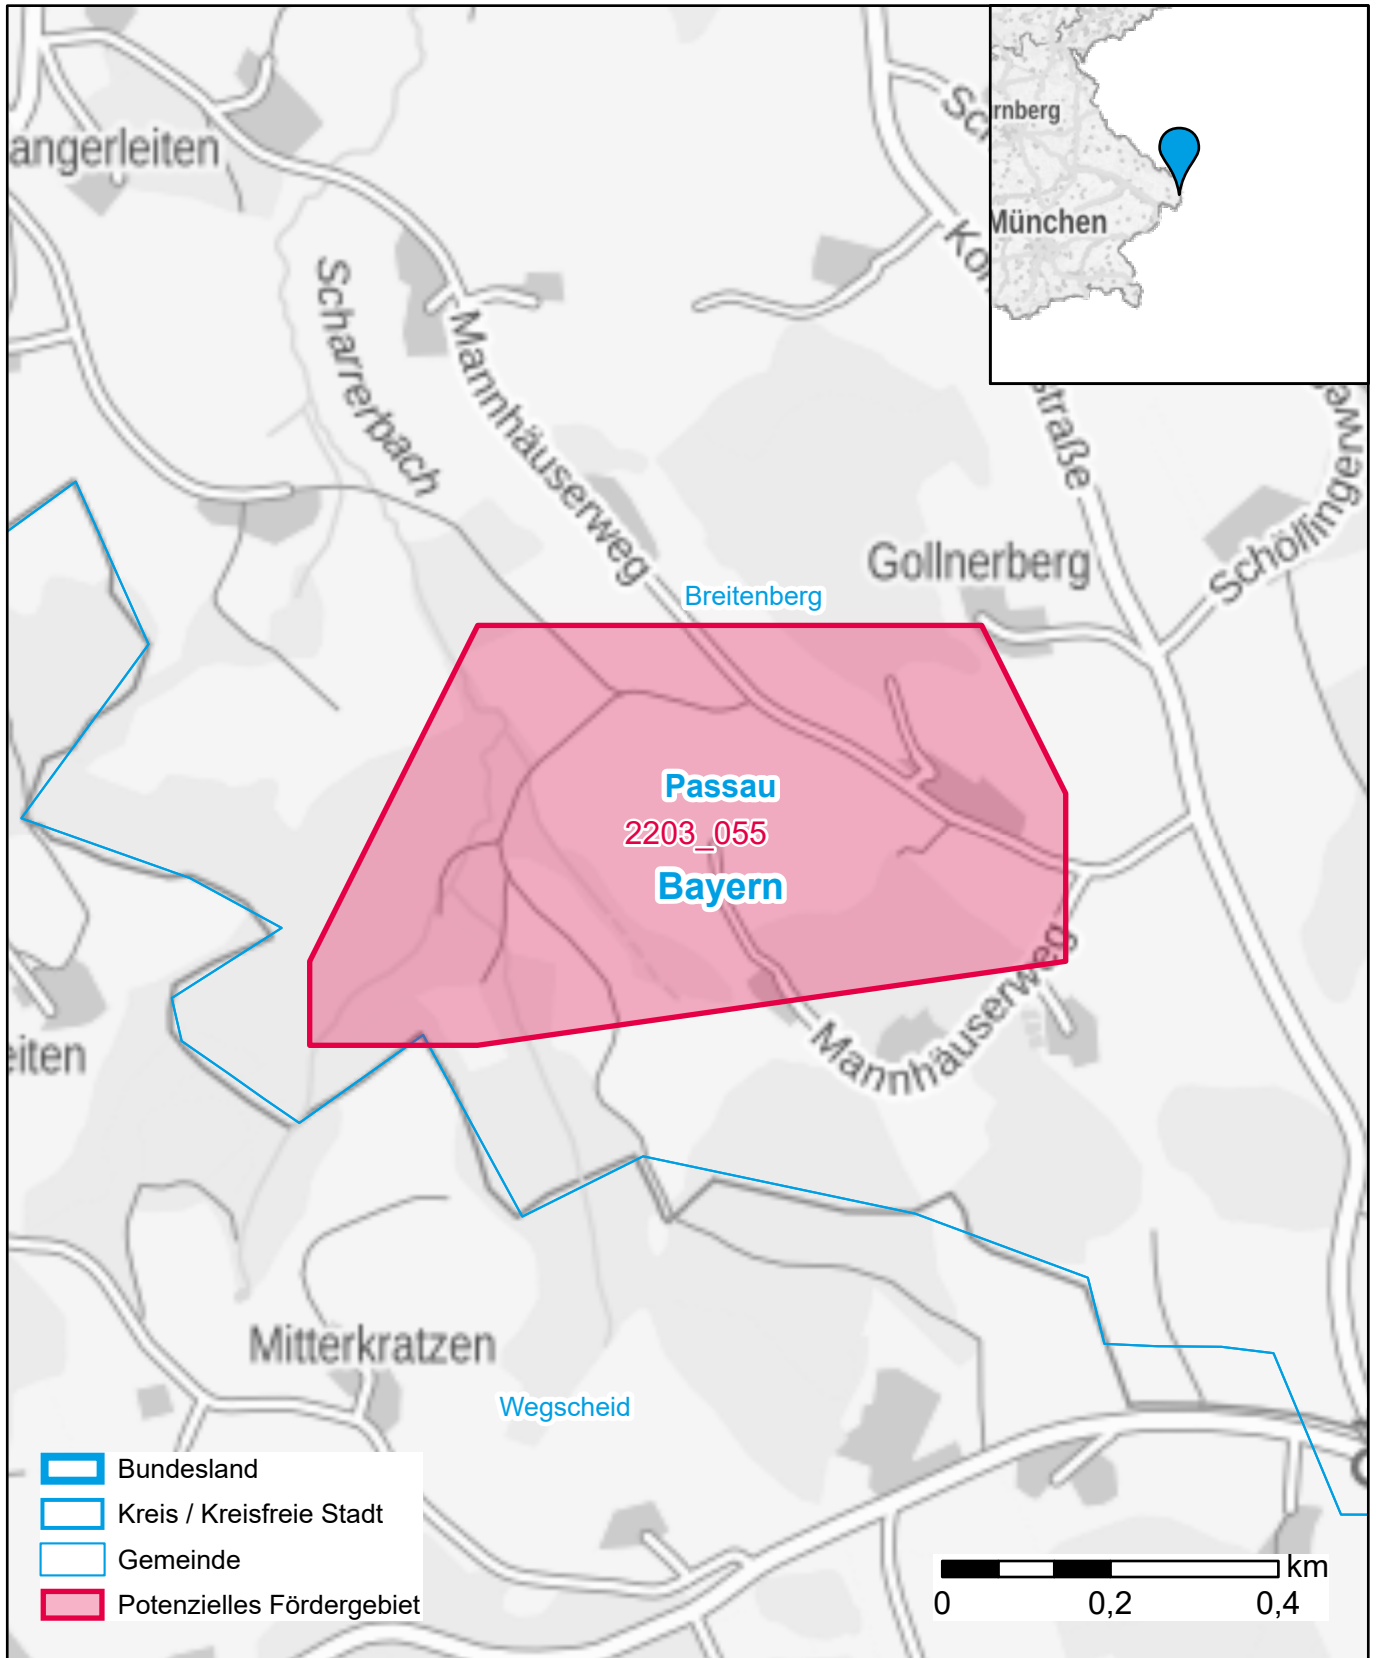 angerleiten
Scharrerbach
Mannhäuserweg
rnberg
München
straße
Schöllingerweg
Gollnerberg
Breitenberg
Passau
2203_055
Bayern
Mannhäuserweg
eiten
Mitterkratzen
Wegscheid
Bundesland
Kreis / Kreisfreie Stadt
Gemeinde
Potenzielles Fördergebiet
km
0 0,2 0,4